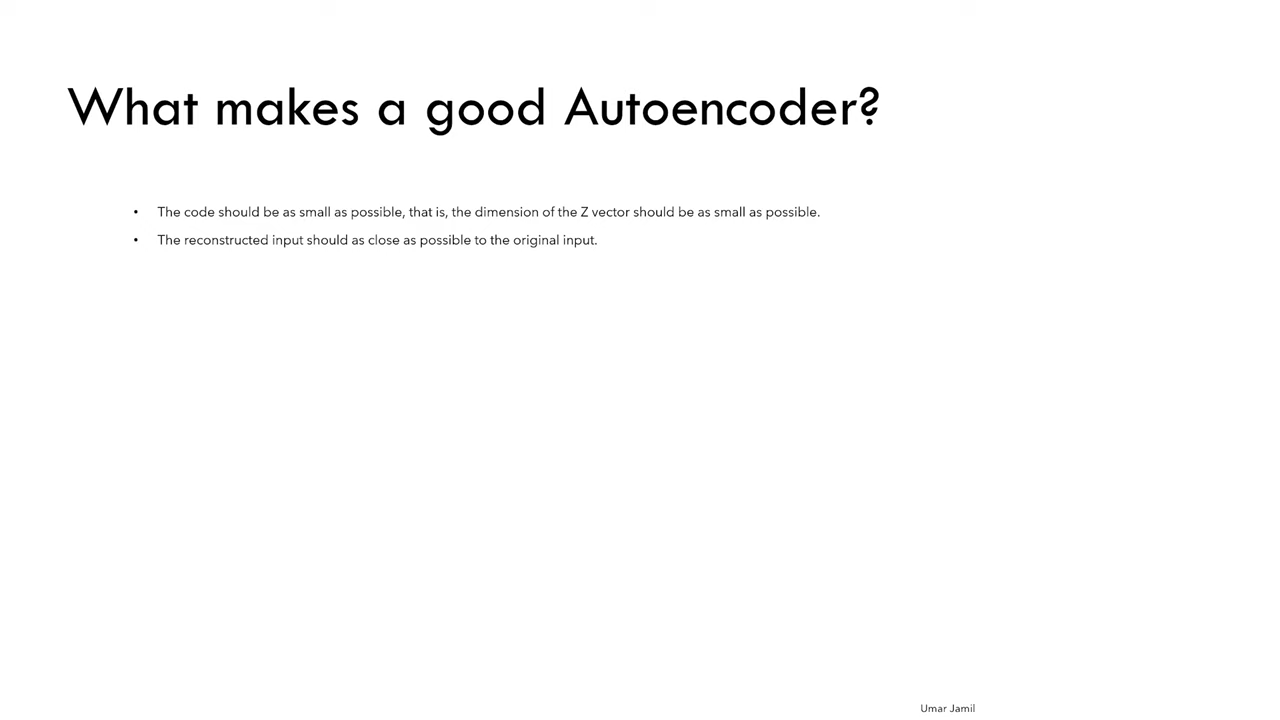 What makes a good Autoencoder?
• The code should be as small as possible, that is, the dimension of the Z vector should be as small as possible.
• The reconstructed input should as close as possible to the original input.
Umar Jamil